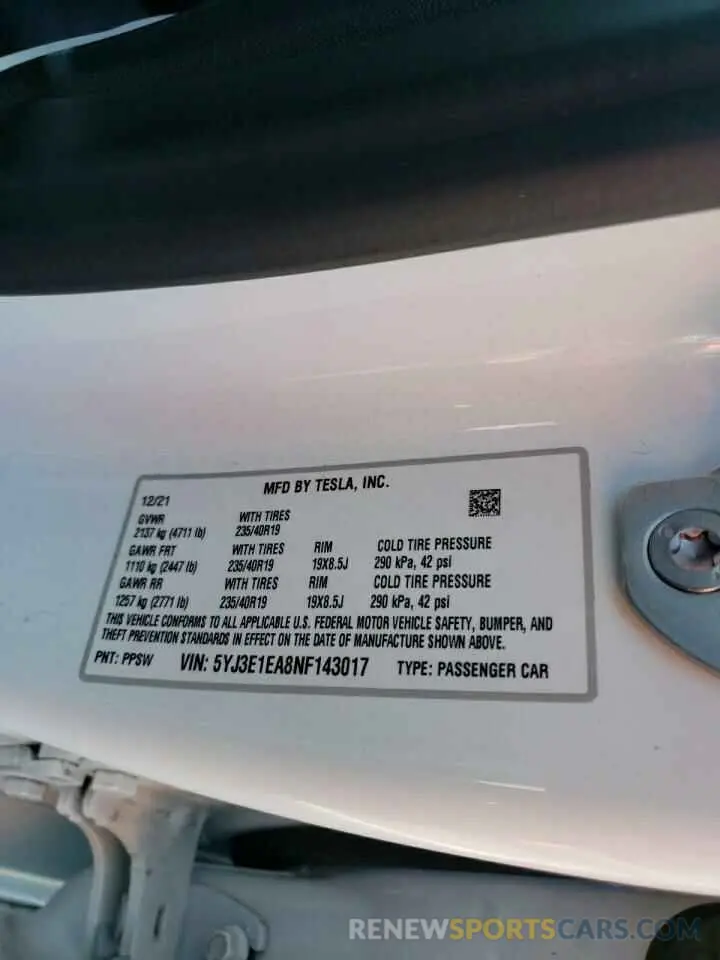 MFD BY TESLA, INC.
12/21
GVWR WITH TIRES
2137 kg (4711 lb) 235/40R19
GAWR FRT WITH TIRES RIM COLD TIRE PRESSURE
1110 kg (2447 lb) 235/40R19 19X8.5J 290 kPa, 42 psi
GAWR RR WITH TIRES RIM COLD TIRE PRESSURE
1257 kg (2771 lb) 235/40R19 19X8.5J 290 kPa, 42 psi
THIS VEHICLE CONFORMS TO ALL APPLICABLE U.S. FEDERAL MOTOR VEHICLE SAFETY, BUMPER, AND
THEFT PREVENTION STANDARDS IN EFFECT ON THE DATE OF MANUFACTURE SHOWN ABOVE.
PNT: PPSW VIN: 5YJ3E1EA8NF143017 TYPE: PASSENGER CAR
RENEWSPORTSCARS.COM